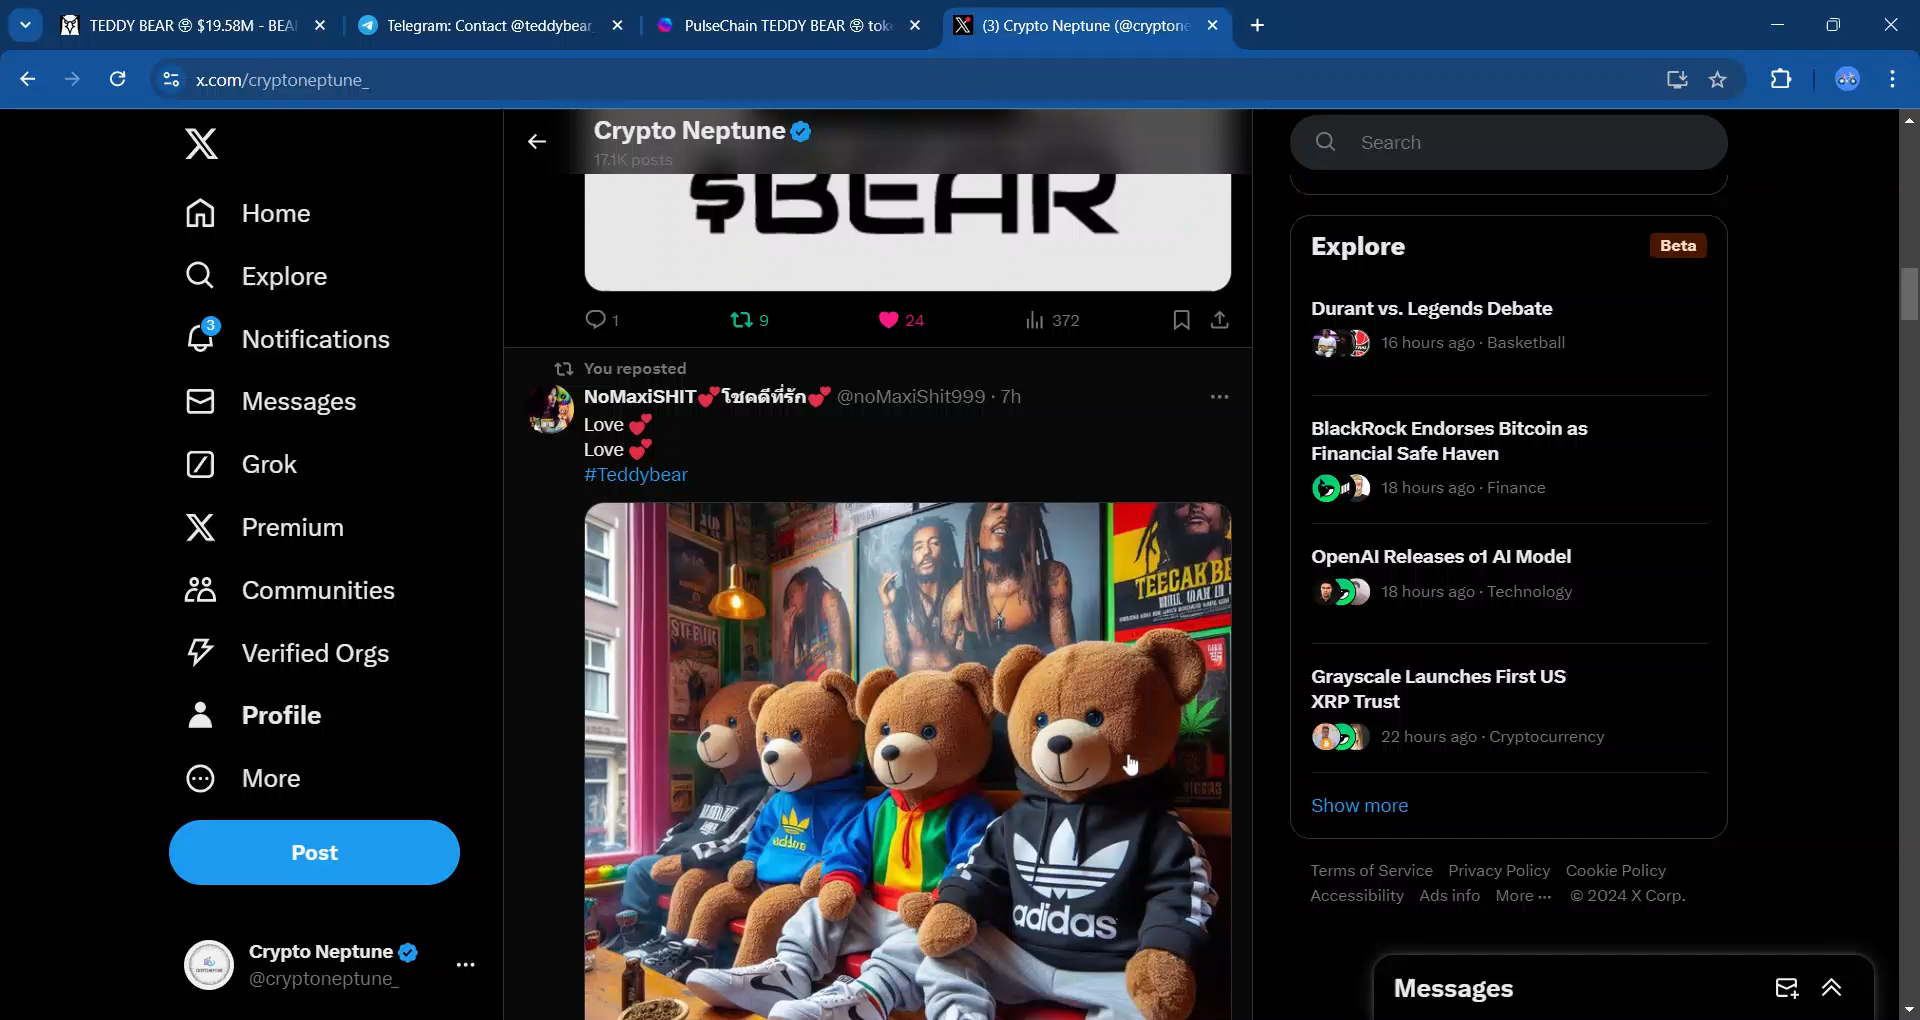 TEDDY BEAR 🧸 $19.58M - BEA
Telegram: Contact @teddybear_
PulseChain TEDDY BEAR 🧸 tok
(3) Crypto Neptune (@cryptone
x.com/cryptoneptune_
Home
Explore
3
Notifications
Messages
Grok
Premium
Communities
Verified Orgs
Profile
More
Post
Crypto Neptune
@cryptoneptune_
Crypto Neptune
17.1K posts
$BEAR
1
9
24
372
You reposted
NoMaxiSHIT💕โชคดีที่รัก💕 @noMaxiShit999 · 7h
Love 💕
Love 💕
#Teddybear
adidas
Search
Explore
Beta
Durant vs. Legends Debate
16 hours ago · Basketball
BlackRock Endorses Bitcoin as
Financial Safe Haven
18 hours ago · Finance
OpenAI Releases o1 AI Model
18 hours ago · Technology
Grayscale Launches First US
XRP Trust
22 hours ago · Cryptocurrency
Show more
Terms of Service Privacy Policy Cookie Policy
Accessibility Ads info More ··· © 2024 X Corp.
Messages